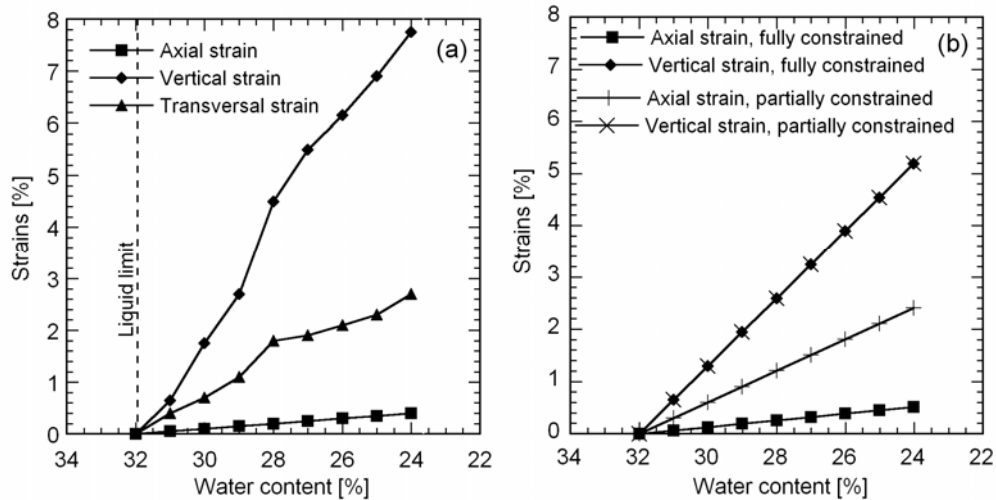 (a)
Axial strain
Vertical strain
Transversal strain
Liquid limit
Strains [%]
8
7
6
5
4
3
2
1
0
34 32 30 28 26 24 22
Water content [%]
(b)
Axial strain, fully constrained
Vertical strain, fully constrained
Axial strain, partially constrained
Vertical strain, partially constrained
Strains [%]
8
7
6
5
4
3
2
1
0
34 32 30 28 26 24 22
Water content [%]